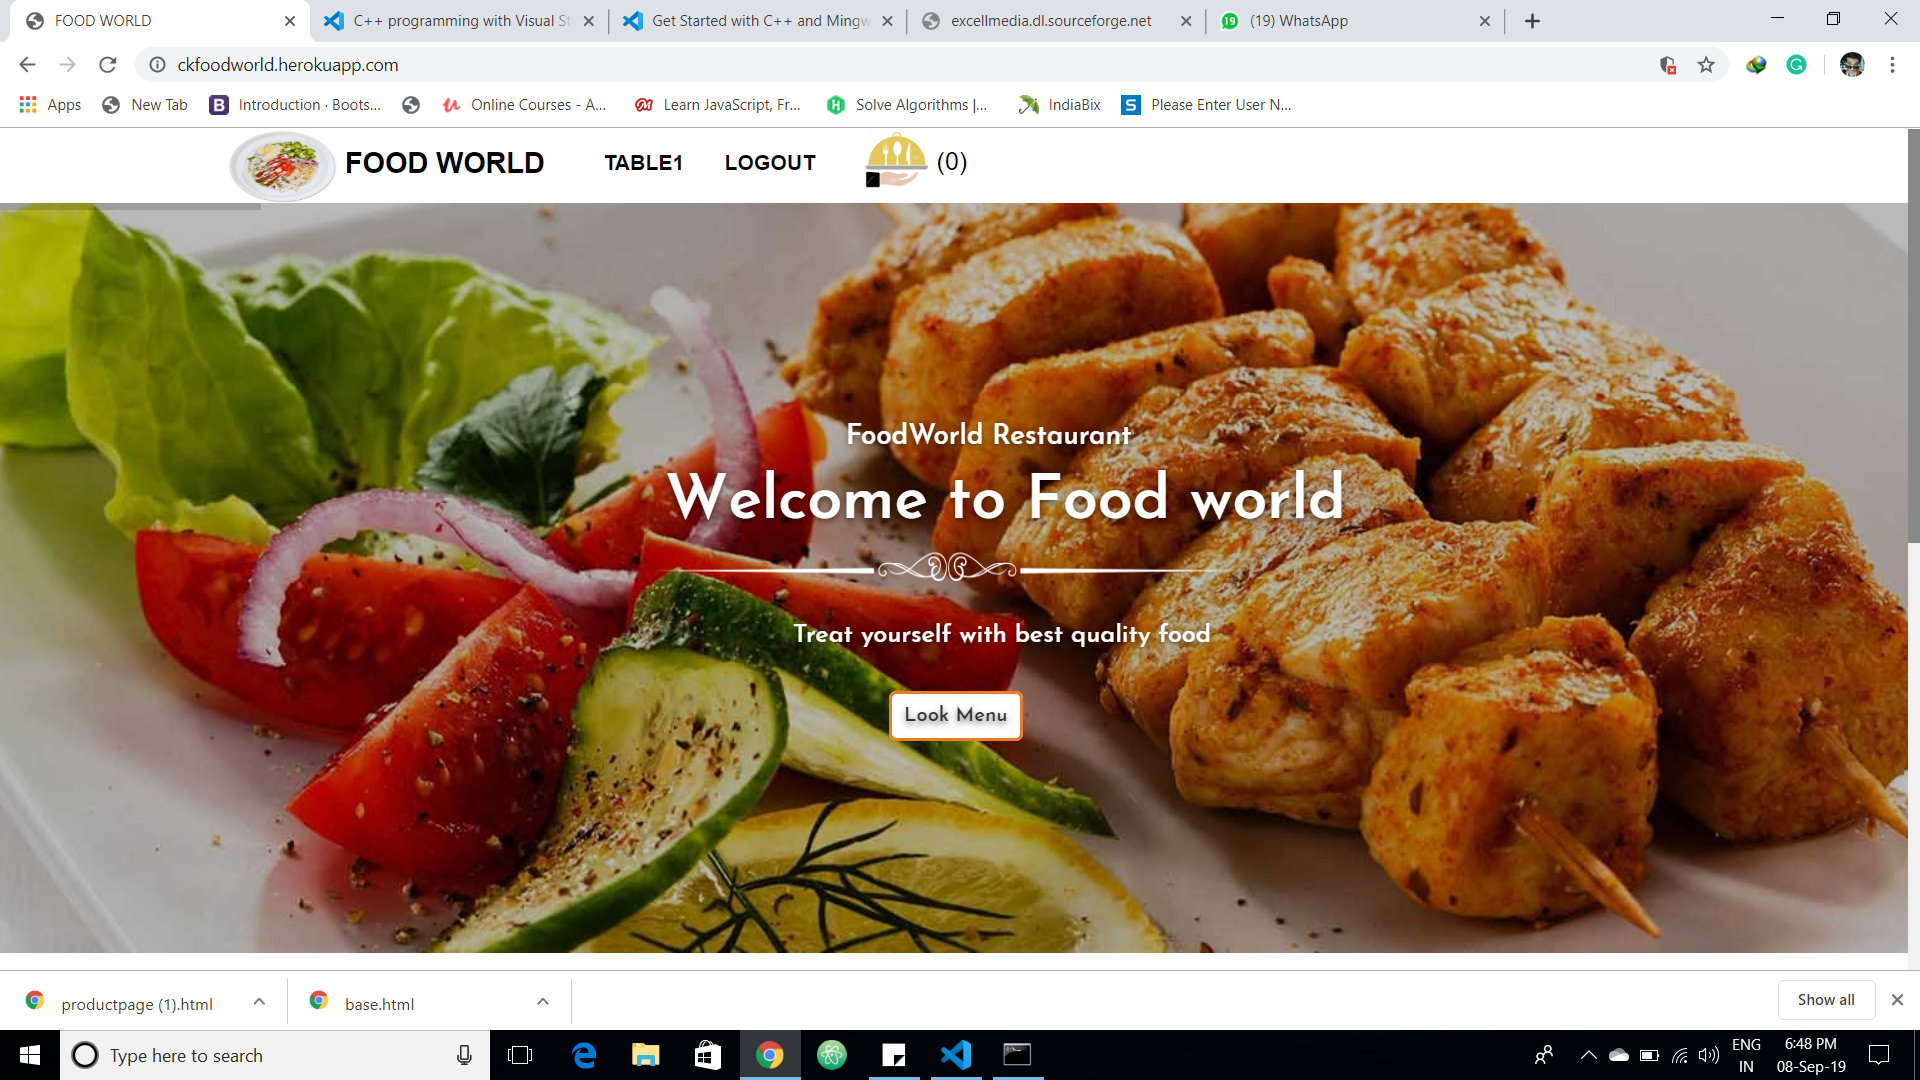 FOOD WORLD
C++ programming with Visual St
Get Started with C++ and Mingw
excellmedia.dl.sourceforge.net
19
(19) WhatsApp
ckfoodworld.herokuapp.com
Apps
New Tab
B
Introduction · Boots...
Online Courses - A...
Learn JavaScript, Fr...
H
Solve Algorithms |...
IndiaBix
S
Please Enter User N...
FOOD WORLD
TABLE1
LOGOUT
(0)
FoodWorld Restaurant
Welcome to Food world
Treat yourself with best quality food
Look Menu
productpage (1).html
base.html
Show all
Type here to search
ENG
IN
6:48 PM
08-Sep-19